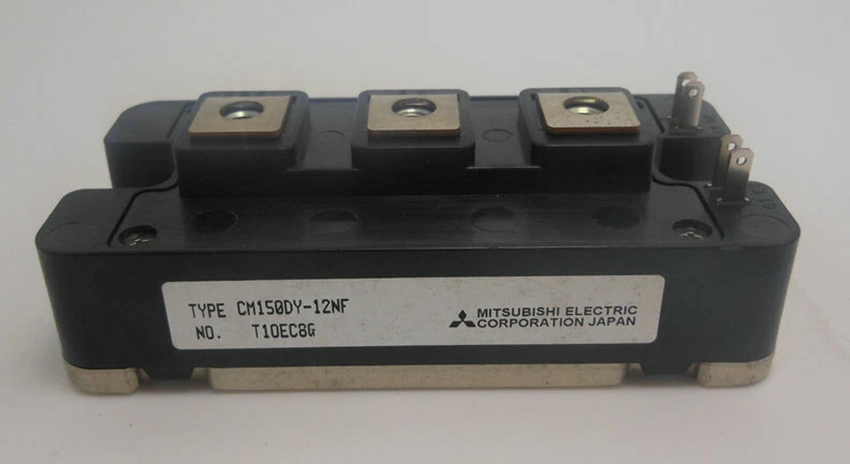 TYPE CM150DY-12NF
NO. T10EC8G
MITSUBISHI ELECTRIC
CORPORATION JAPAN